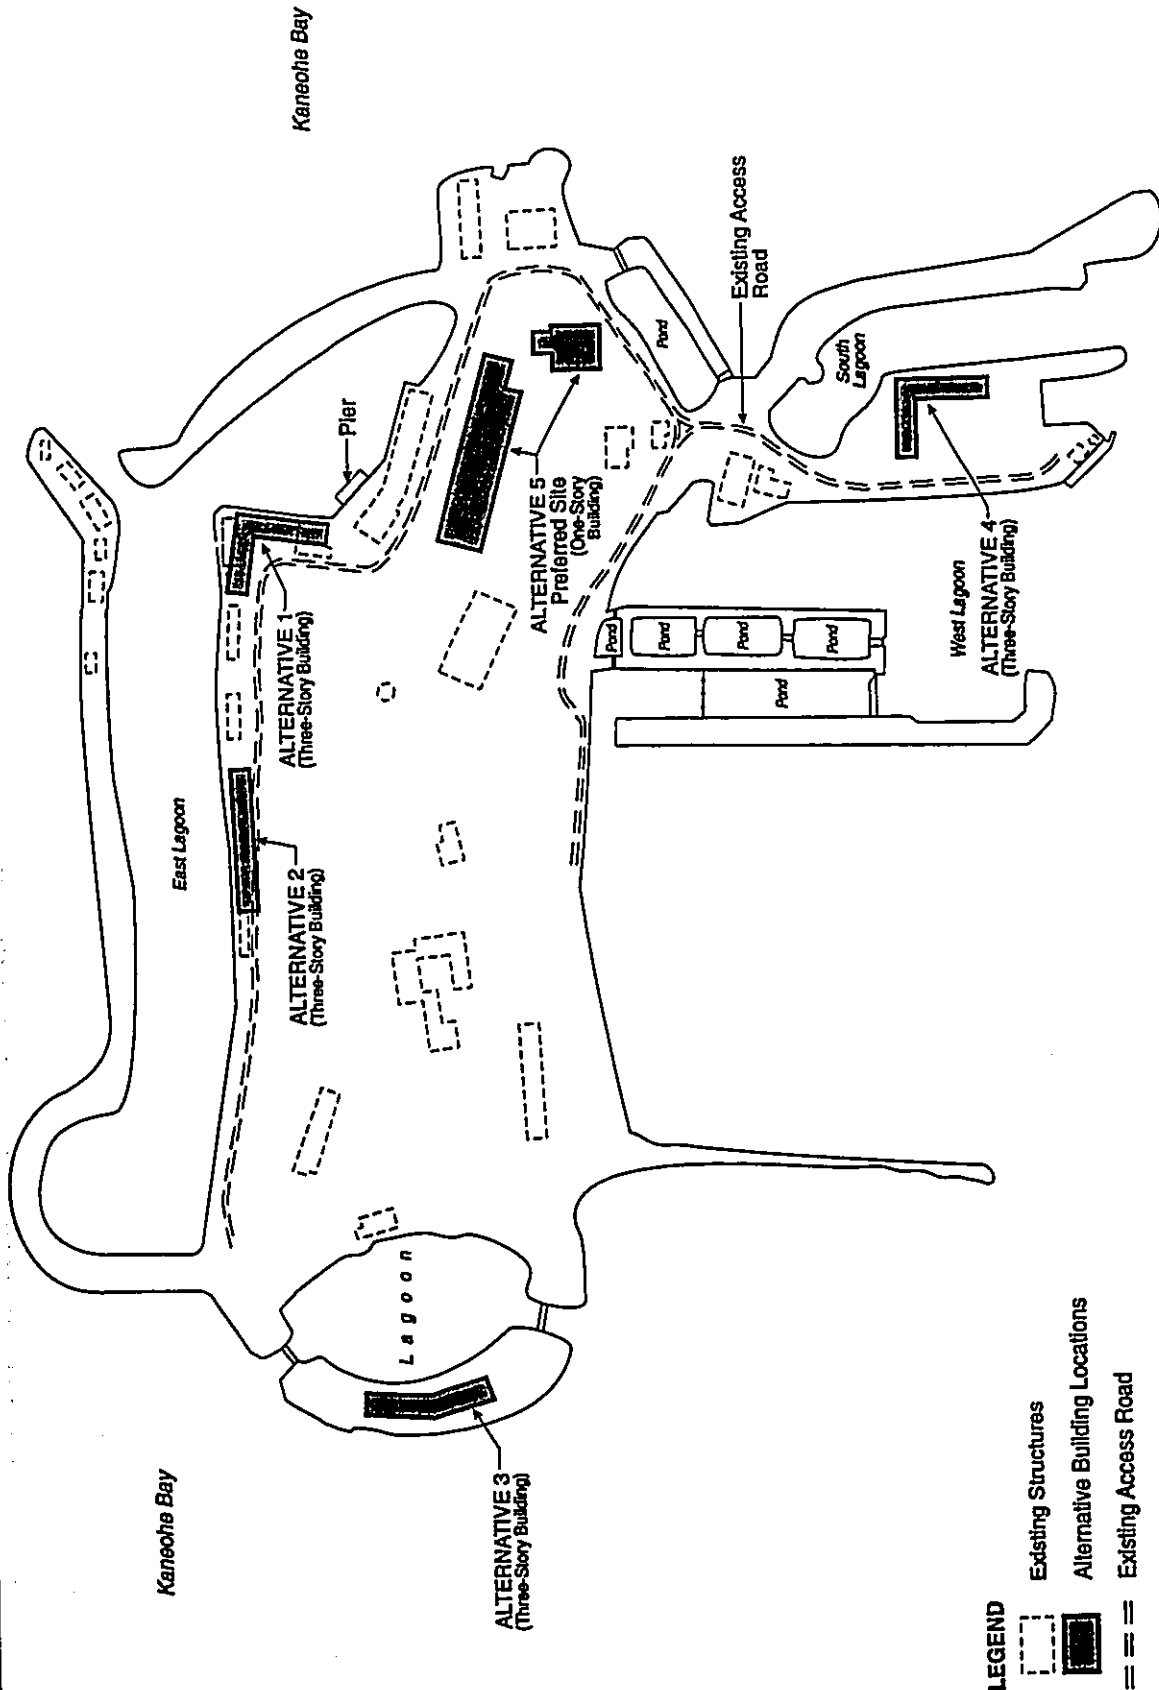 Kaneohe Bay
Kaneohe Bay
East Lagoon
Pier
ALTERNATIVE 1
(Three-Story Building)
ALTERNATIVE 2
(Three-Story Building)
ALTERNATIVE 3
(Three-Story Building)
Lagoon
ALTERNATIVE 5
Preferred Site
(One-Story
Building)
Existing Access
Road
Pond
Pond
Pond
Pond
Pond
Pond
South
Lagoon
West Lagoon
ALTERNATIVE 4
(Three-Story Building)
LEGEND
Existing Structures
Alternative Building Locations
Existing Access Road